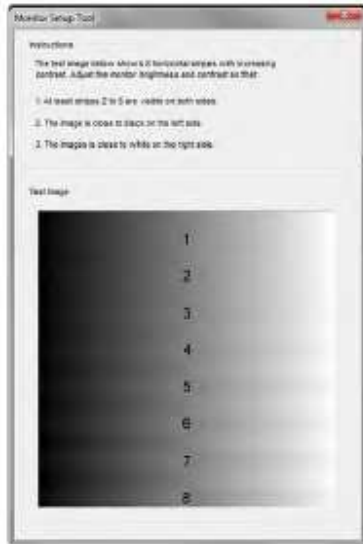 Monitor Setup Tool
Instructions
The test image below shows 8 horizontal stripes with increasing
contrast. Adjust the monitor brightness and contrast so that:
1. At least stripes 2 to 8 are visible on both sides.
2. The image is close to black on the left side.
3. The images is close to white on the right side.
Test Image
1
2
3
4
5
6
7
8